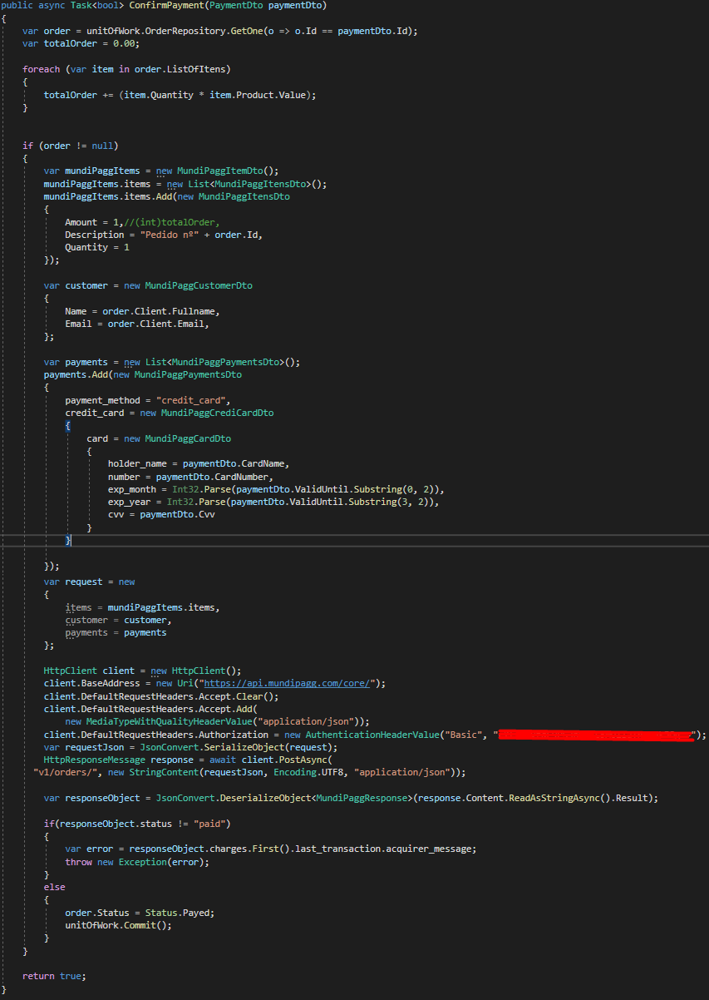 public async Task<bool> ConfirmPayment(PaymentDto paymentDto)
{
var order = unitOfWork.OrderRepository.GetOne(o => o.Id == paymentDto.Id);
var totalOrder = 0.00;
foreach (var item in order.ListOfItens)
{
totalOrder += (item.Quantity * item.Product.Value);
}
if (order != null)
{
var mundiPaggItems = new MundiPaggItemDto();
mundiPaggItems.items = new List<MundiPaggItensDto>();
mundiPaggItems.items.Add(new MundiPaggItensDto
{
Amount = 1,//(int)totalOrder,
Description = "Pedido nº" + order.Id,
Quantity = 1
});
var customer = new MundiPaggCustomerDto
{
Name = order.Client.Fullname,
Email = order.Client.Email,
};
var payments = new List<MundiPaggPaymentsDto>();
payments.Add(new MundiPaggPaymentsDto
{
payment_method = "credit_card",
credit_card = new MundiPaggCrediCardDto
{
card = new MundiPaggCardDto
{
holder_name = paymentDto.CardName,
number = paymentDto.CardNumber,
exp_month = Int32.Parse(paymentDto.ValidUntil.Substring(0, 2)),
exp_year = Int32.Parse(paymentDto.ValidUntil.Substring(3, 2)),
cvv = paymentDto.Cvv
}
}
});
var request = new
{
items = mundiPaggItems.items,
customer = customer,
payments = payments
};
HttpClient client = new HttpClient();
client.BaseAddress = new Uri("https://api.mundipagg.com/core/");
client.DefaultRequestHeaders.Accept.Clear();
client.DefaultRequestHeaders.Accept.Add(
new MediaTypeWithQualityHeaderValue("application/json"));
client.DefaultRequestHeaders.Authorization = new AuthenticationHeaderValue("Basic", "");
var requestJson = JsonConvert.SerializeObject(request);
HttpResponseMessage response = await client.PostAsync(
"v1/orders/", new StringContent(requestJson, Encoding.UTF8, "application/json"));
var responseObject = JsonConvert.DeserializeObject<MundiPaggResponse>(response.Content.ReadAsStringAsync().Result);
if(responseObject.status != "paid")
{
var error = responseObject.charges.First().last_transaction.acquirer_message;
throw new Exception(error);
}
else
{
order.Status = Status.Payed;
unitOfWork.Commit();
}
}
return true;
}